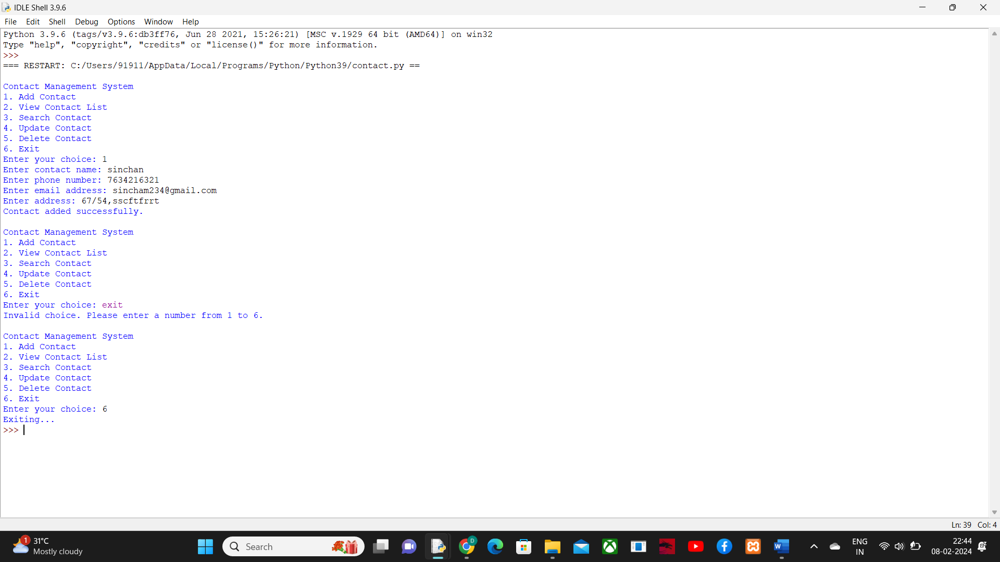 IDLE Shell 3.9.6
File Edit Shell Debug Options Window Help
Python 3.9.6 (tags/v3.9.6:db3ff76, Jun 28 2021, 15:26:21) [MSC v.1929 64 bit (AMD64)] on win32
Type "help", "copyright", "credits" or "license()" for more information.
>>>
=== RESTART: C:/Users/91911/AppData/Local/Programs/Python/Python39/contact.py ==
Contact Management System
1. Add Contact
2. View Contact List
3. Search Contact
4. Update Contact
5. Delete Contact
6. Exit
Enter your choice: 1
Enter contact name: sinchan
Enter phone number: 7634216321
Enter email address: sincham234@gmail.com
Enter address: 67/54,sscftfrrt
Contact added successfully.
Contact Management System
1. Add Contact
2. View Contact List
3. Search Contact
4. Update Contact
5. Delete Contact
6. Exit
Enter your choice: exit
Invalid choice. Please enter a number from 1 to 6.
Contact Management System
1. Add Contact
2. View Contact List
3. Search Contact
4. Update Contact
5. Delete Contact
6. Exit
Enter your choice: 6
Exiting...
>>>
Ln: 39 Col: 4
1
31°C
Mostly cloudy
Search
D
W
ENG
IN
22:44
08-02-2024